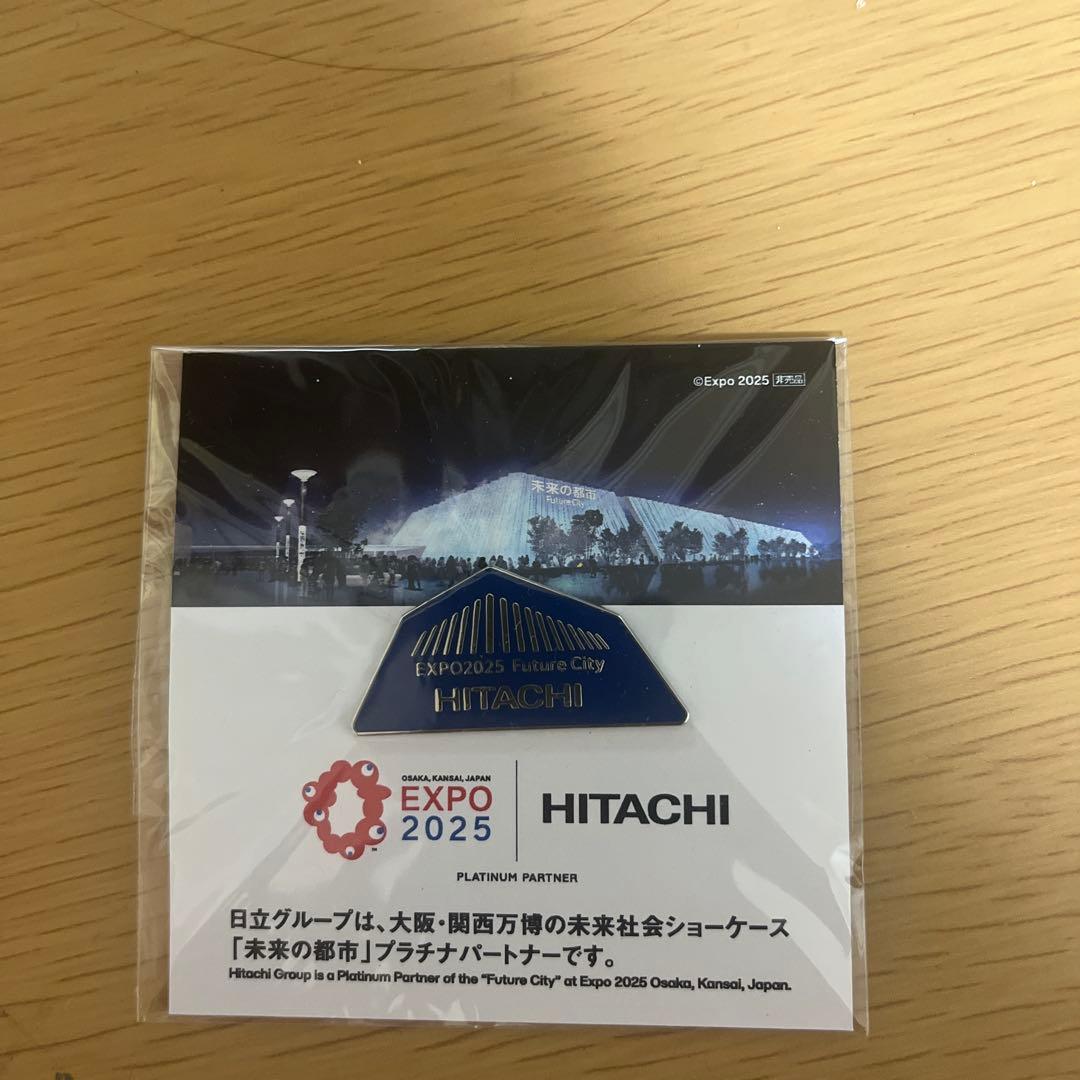 ©Expo 2025 非売品
未来の都市
Future City
EXPO2025 Future City
HITACHI
OSAKA, KANSAI, JAPAN
EXPO
2025
TM
HITACHI
PLATINUM PARTNER
日立グループは、大阪・関西万博の未来社会ショーケース
「未来の都市」プラチナパートナーです。
Hitachi Group is a Platinum Partner of the “Future City” at Expo 2025 Osaka, Kansai, Japan.